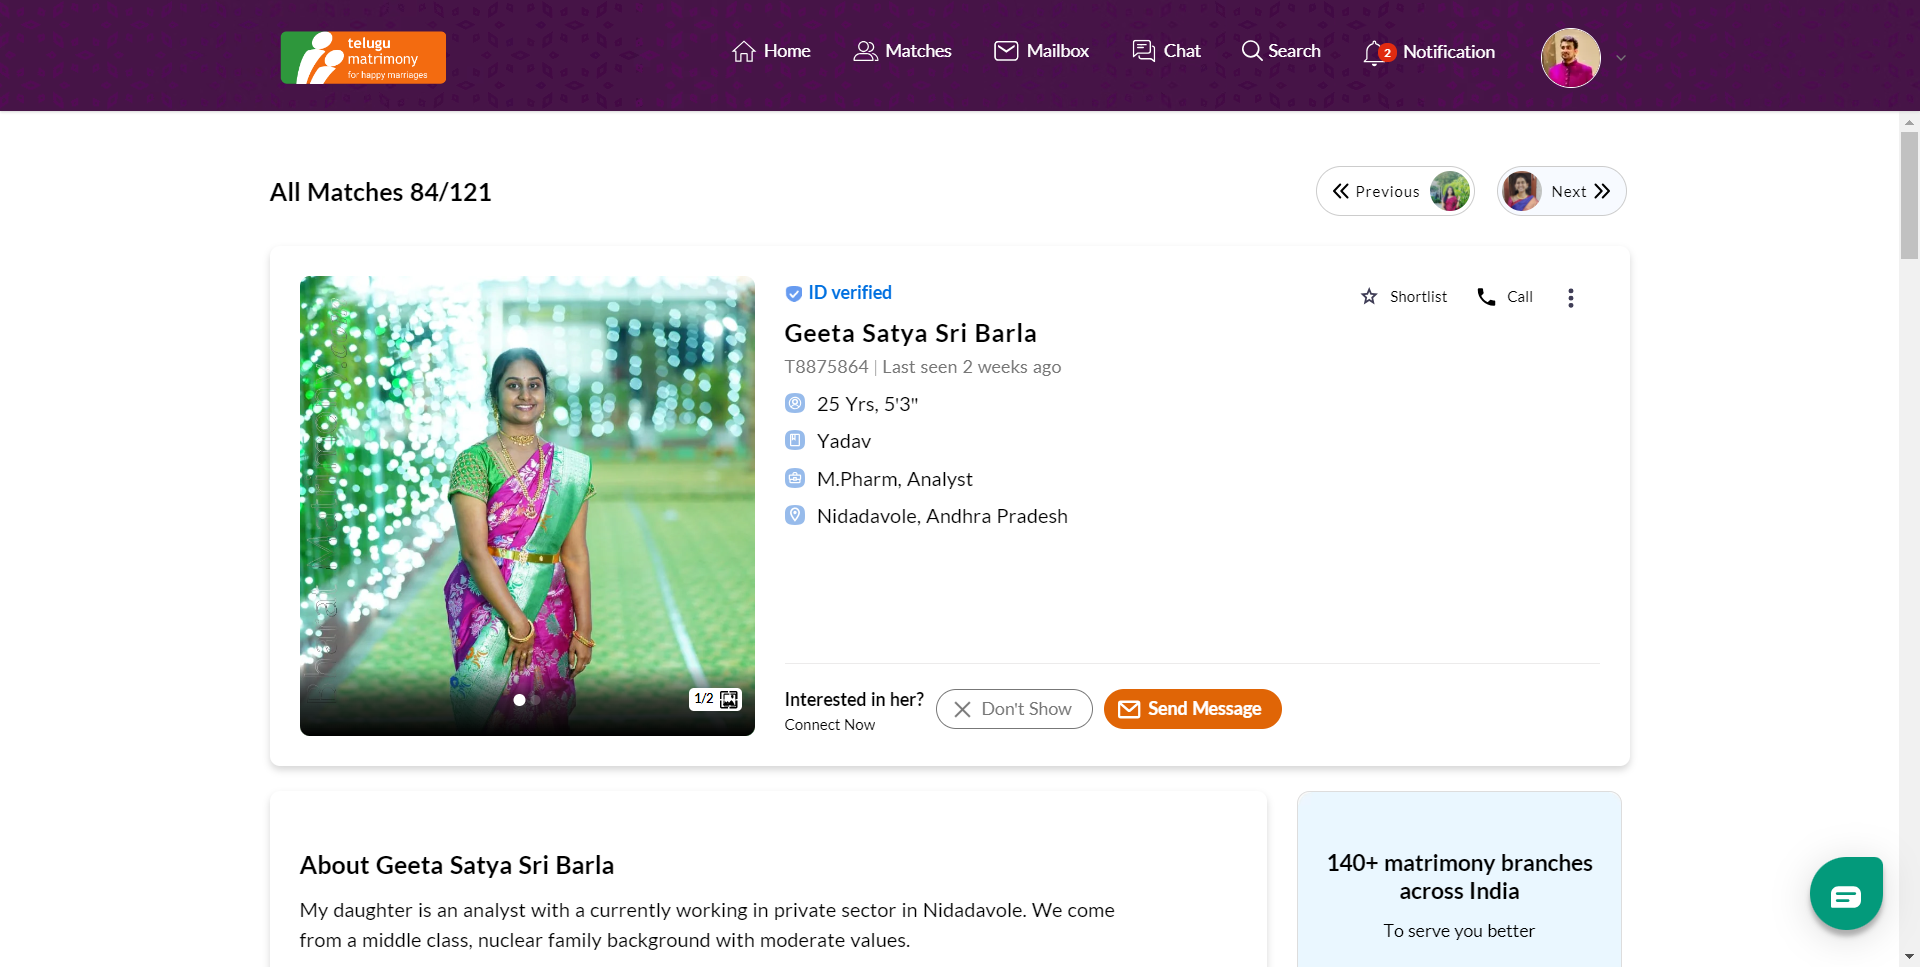 telugu
matrimony
for happy marriages
Home
Matches
Mailbox
Chat
Search
2
Notification
All Matches 84/121
Previous
Next
ID verified
Shortlist
Call
Geeta Satya Sri Barla
T8875864 | Last seen 2 weeks ago
25 Yrs, 5'3"
Yadav
M.Pharm, Analyst
Nidadavole, Andhra Pradesh
1/2
Interested in her?
Connect Now
Don't Show
Send Message
About Geeta Satya Sri Barla
My daughter is an analyst with a currently working in private sector in Nidadavole. We come
from a middle class, nuclear family background with moderate values.
140+ matrimony branches
across India
To serve you better